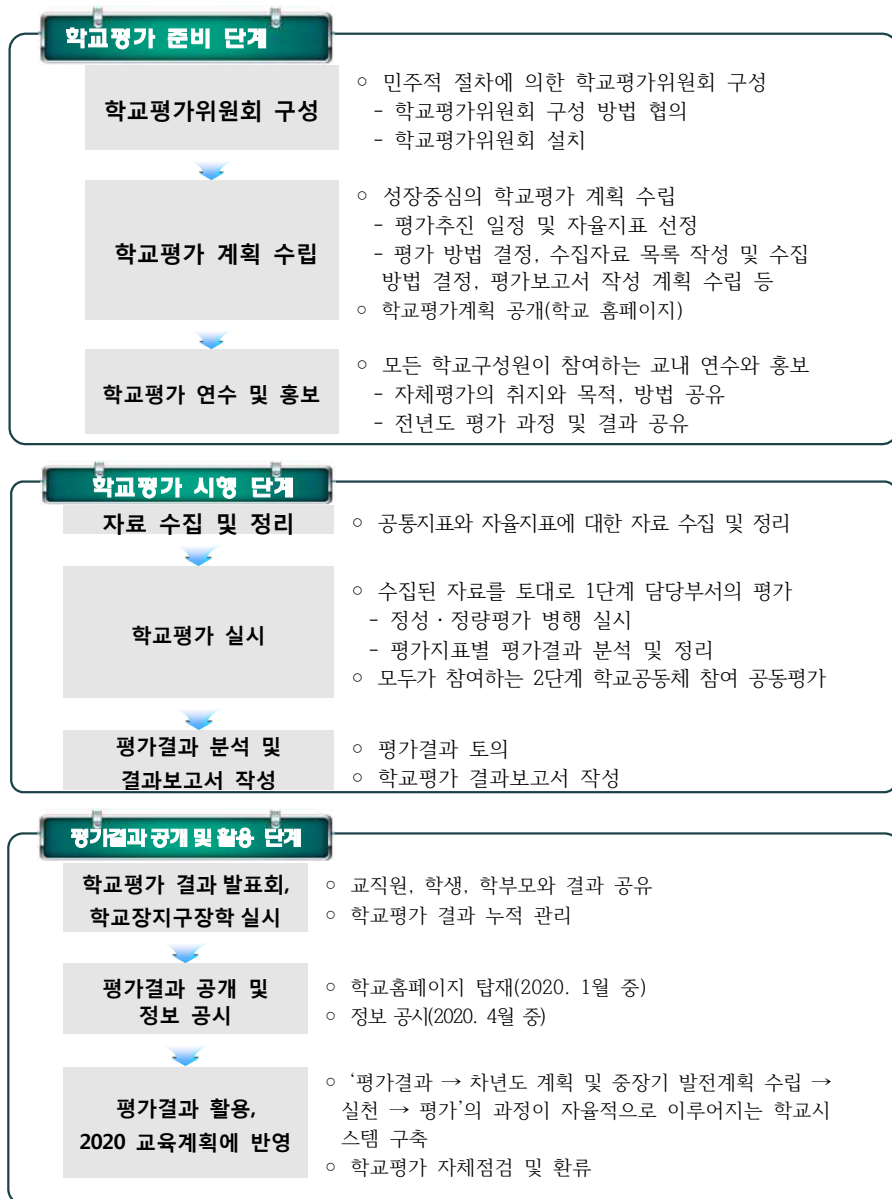 학교평가 준비 단계
학교평가위원회 구성
◦ 민주적 절차에 의한 학교평가위원회 구성
- 학교평가위원회 구성 방법 협의
- 학교평가위원회 설치
학교평가 계획 수립
◦ 성장중심의 학교평가 계획 수립
- 평가추진 일정 및 자율지표 선정
- 평가 방법 결정, 수집자료 목록 작성 및 수집
방법 결정, 평가보고서 작성 계획 수립 등
◦ 학교평가계획 공개(학교 홈페이지)
학교평가 연수 및 홍보
◦ 모든 학교구성원이 참여하는 교내 연수와 홍보
- 자체평가의 취지와 목적, 방법 공유
- 전년도 평가 과정 및 결과 공유
학교평가 시행 단계
자료 수집 및 정리
◦ 공통지표와 자율지표에 대한 자료 수집 및 정리
학교평가 실시
◦ 수집된 자료를 토대로 1단계 담당부서의 평가
- 정성·정량평가 병행 실시
- 평가지표별 평가결과 분석 및 정리
◦ 모두가 참여하는 2단계 학교공동체 참여 공동평가
평가결과 분석 및
결과보고서 작성
◦ 평가결과 토의
◦ 학교평가 결과보고서 작성
평가결과 공개 및 활용 단계
학교평가 결과 발표회,
학교장지구장학 실시
◦ 교직원, 학생, 학부모와 결과 공유
◦ 학교평가 결과 누적 관리
평가결과 공개 및
정보 공시
◦ 학교홈페이지 탑재(2020. 1월 중)
◦ 정보 공시(2020. 4월 중)
평가결과 활용,
2020 교육계획에 반영
◦ ‘평가결과 → 차년도 계획 및 중장기 발전계획 수립 →
실천 → 평가’의 과정이 자율적으로 이루어지는 학교시
스템 구축
◦ 학교평가 자체점검 및 환류